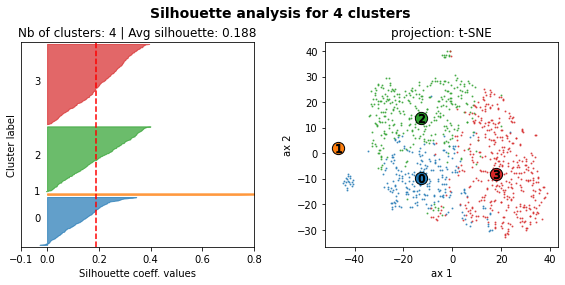 Silhouette analysis for 4 clusters
Nb of clusters: 4 | Avg silhouette: 0.188
Cluster label
3
2
1
0
−0.1 0.0 0.2 0.4 0.6 0.8
Silhouette coeff. values
projection: t-SNE
ax 2
40
30
20
10
0
−10
−20
−30
2
1
0
3
−40 −20 0 20 40
ax 1